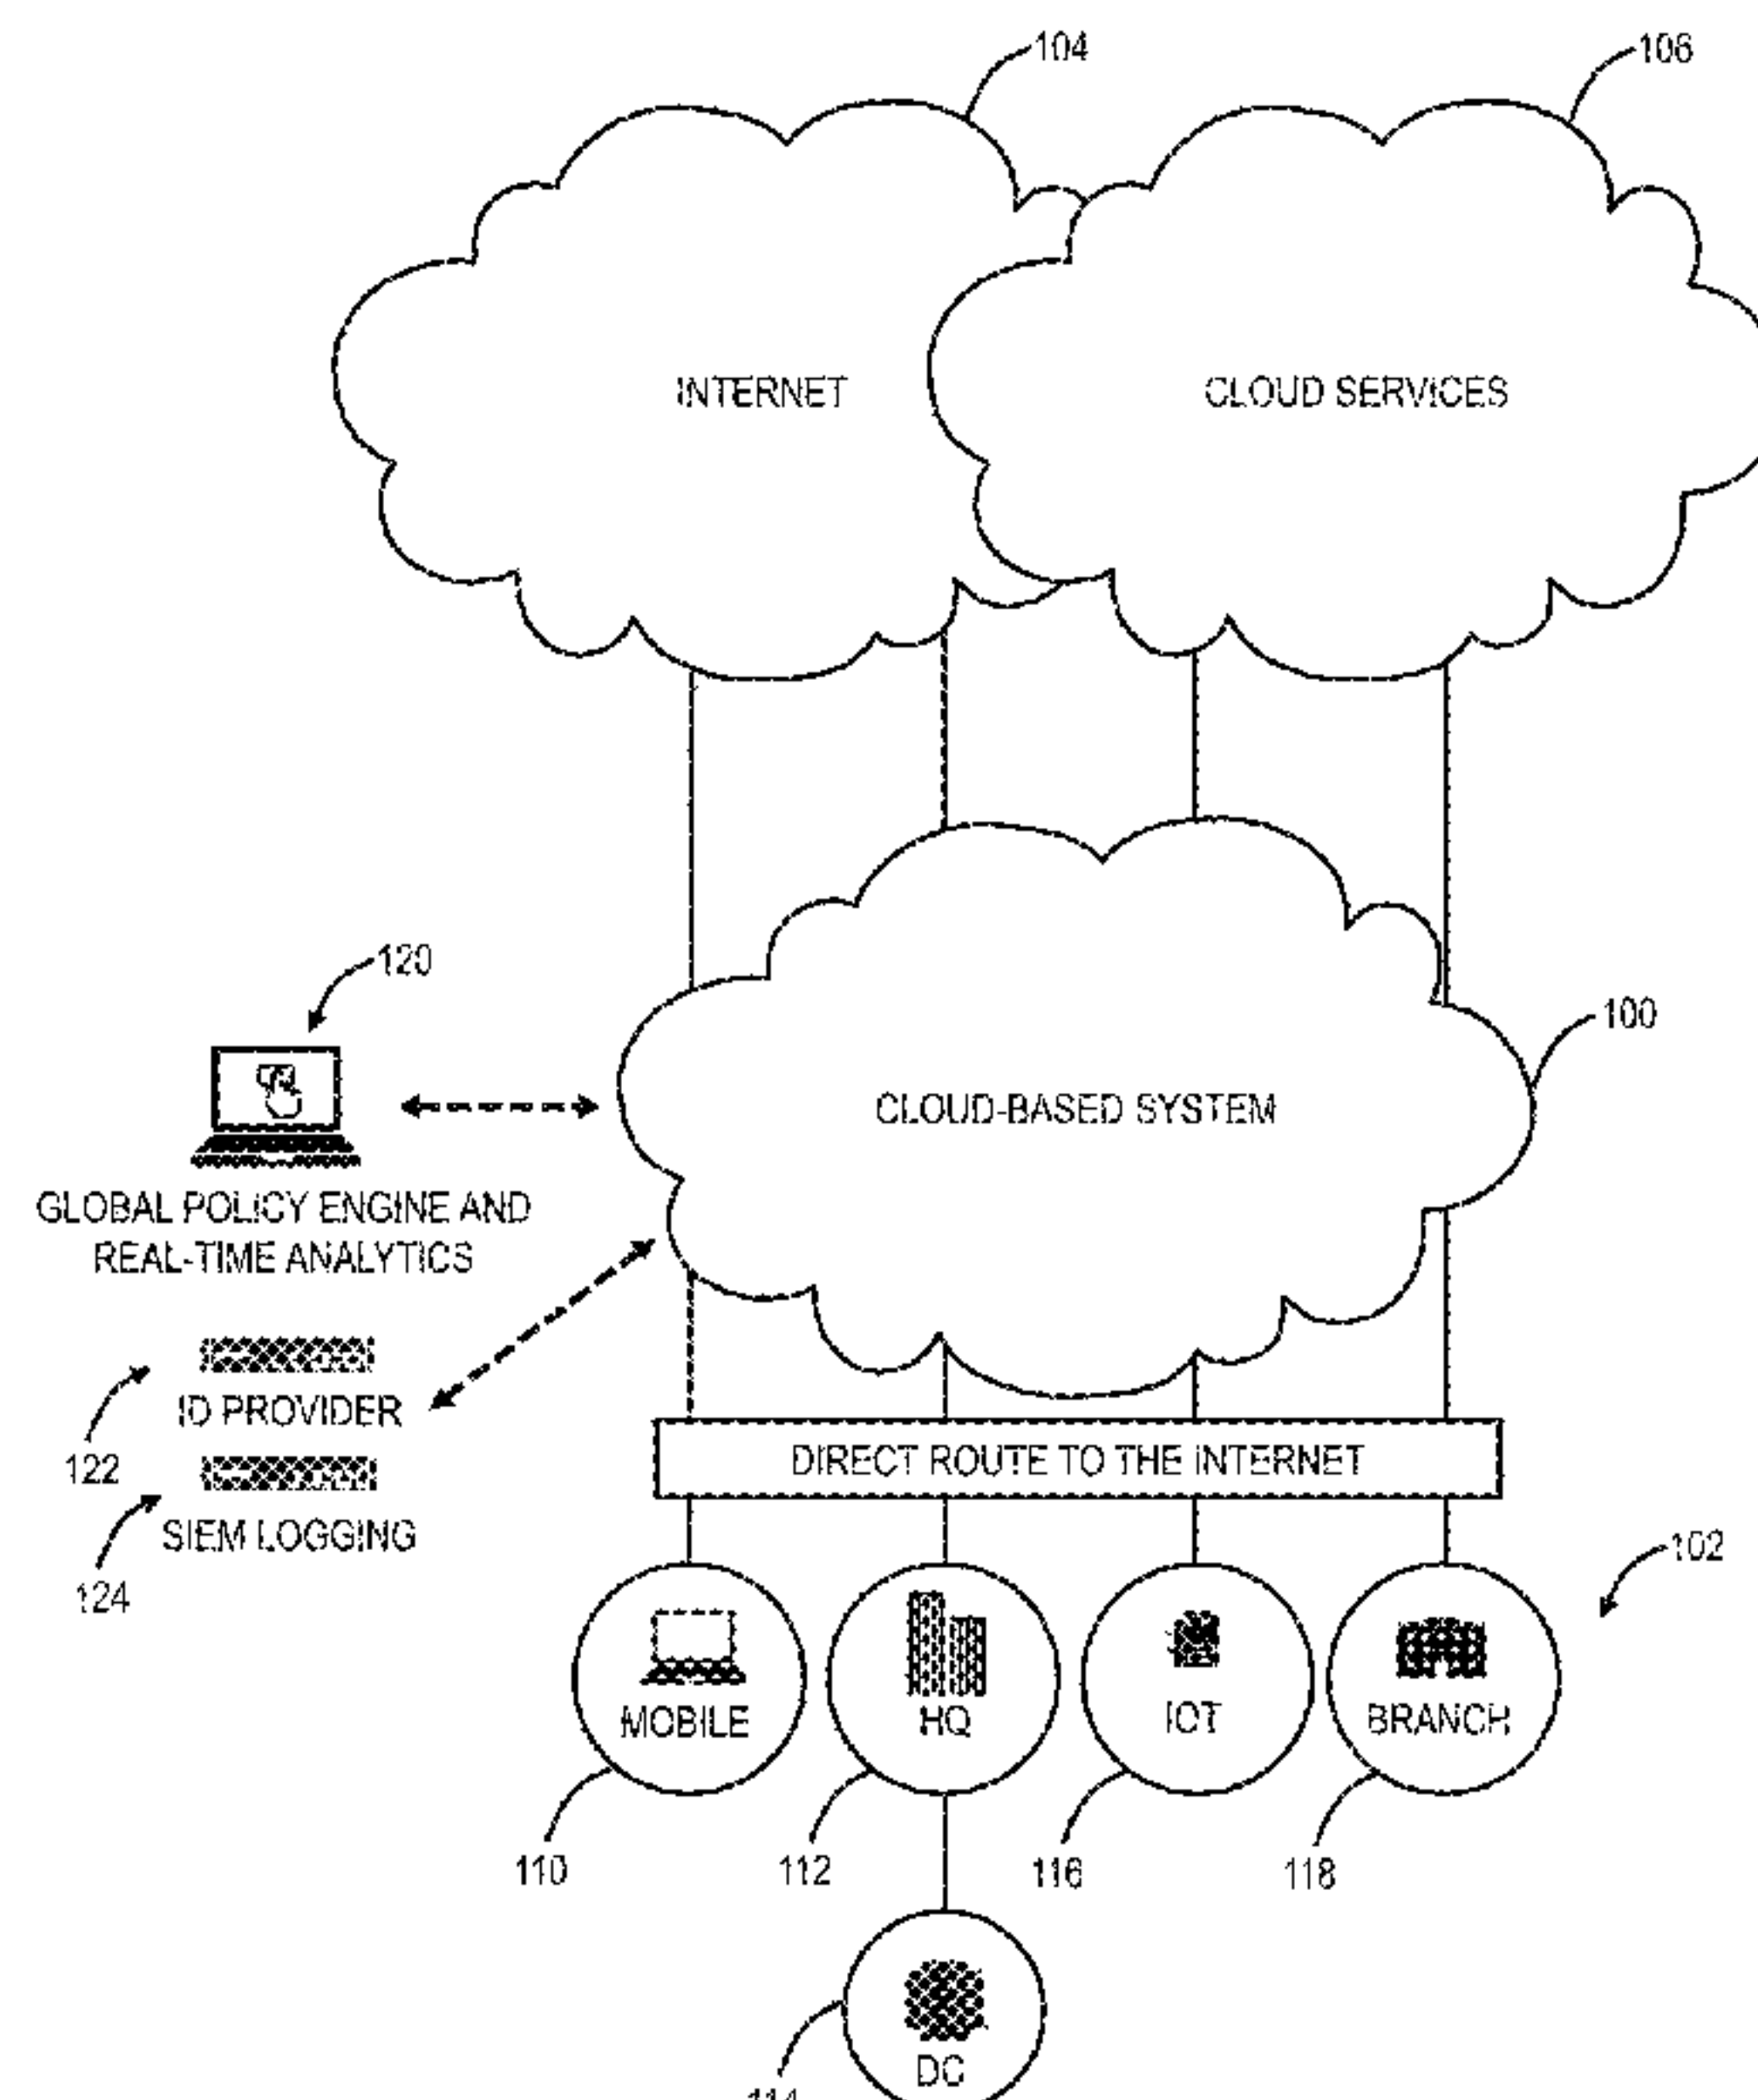 104
106
INTERNET
CLOUD SERVICES
120
100
CLOUD-BASED SYSTEM
GLOBAL POLICY ENGINE AND
REAL-TIME ANALYTICS
ID PROVIDER
122
DIRECT ROUTE TO THE INTERNET
SIEM LOGGING
124
102
MOBILE
HQ
IOT
BRANCH
110
112
116
118
DC
114